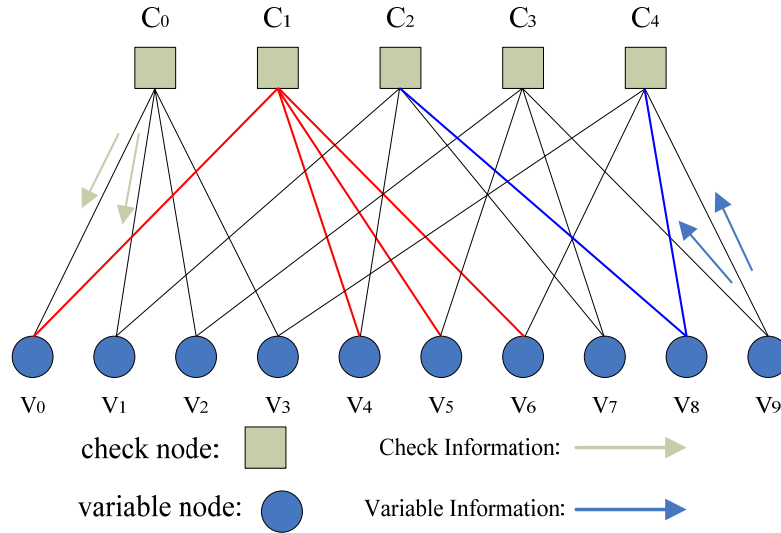 C0 C1 C2 C3 C4
V0 V1 V2 V3 V4 V5 V6 V7 V8 V9
check node: Check Information:
variable node: Variable Information: